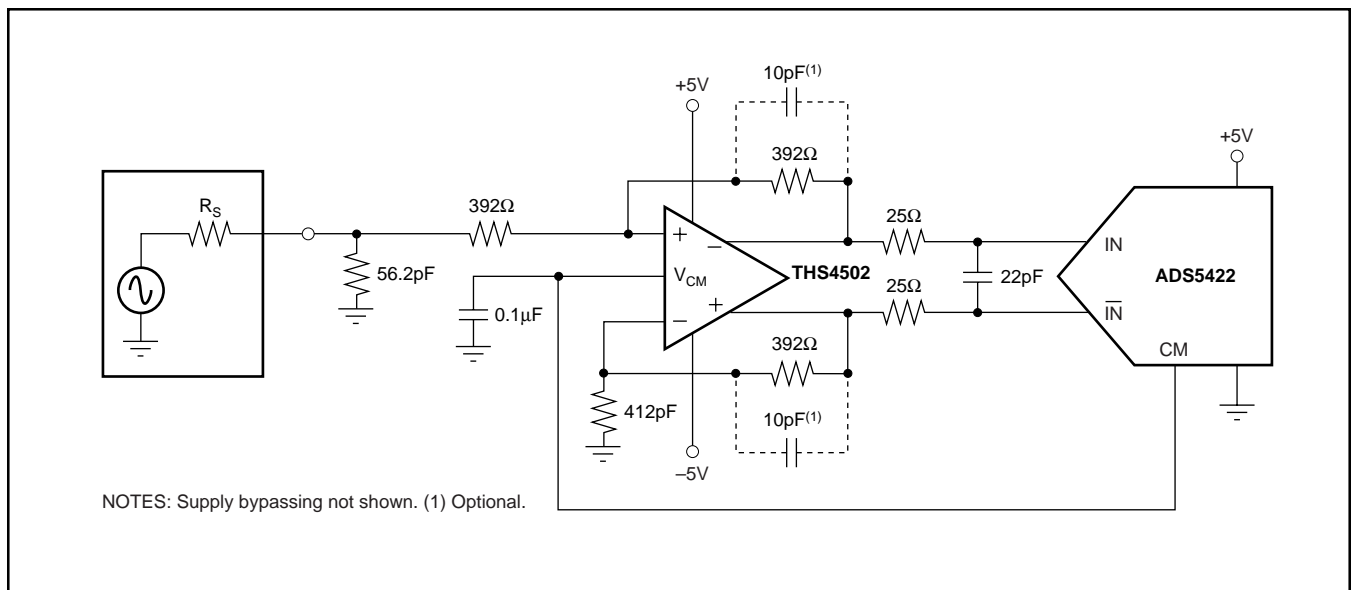 10pF(1)
+5V
392Ω
+5V
RS
392Ω
25Ω
+
−
IN
56.2pF
VCM
THS4502
22pF
ADS5422
0.1µF
+
25Ω
−
IN
392Ω
CM
412pF
10pF(1)
–5V
NOTES: Supply bypassing not shown. (1) Optional.